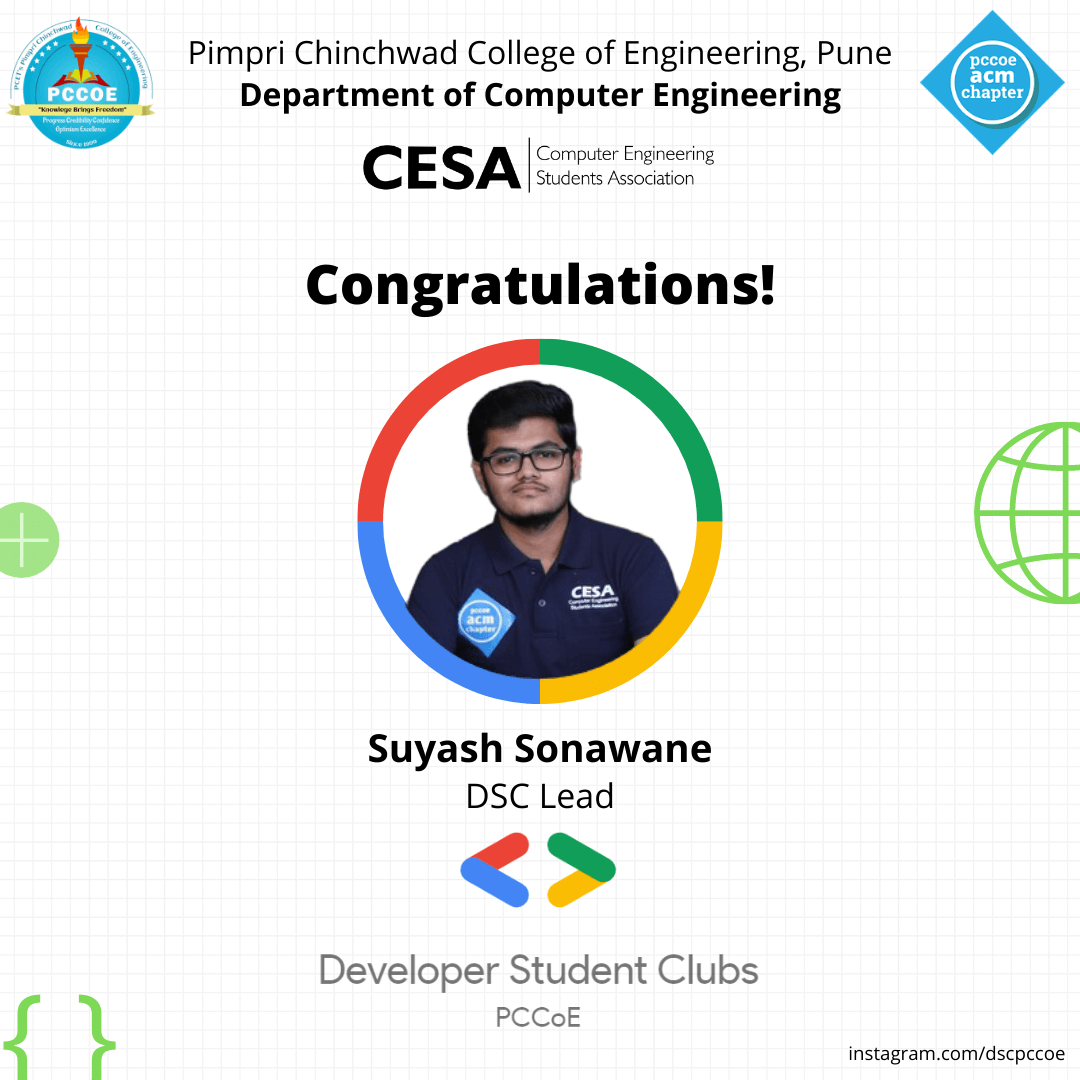 PCET's Pimpri Chinchwad College of Engineering
PCCOE
"Knowlege Brings Freedom"
Progress Credibility Confidence
Optimism Excellence
Since 1999
Pimpri Chinchwad College of Engineering, Pune
Department of Computer Engineering
pccoe
acm
chapter
CESA
Computer Engineering
Students Association
Congratulations!
CESA
Computer Engineering
Students Association
pccoe
acm
chapter
Suyash Sonawane
DSC Lead
Developer Student Clubs
PCCoE
{ }
instagram.com/dscpccoe